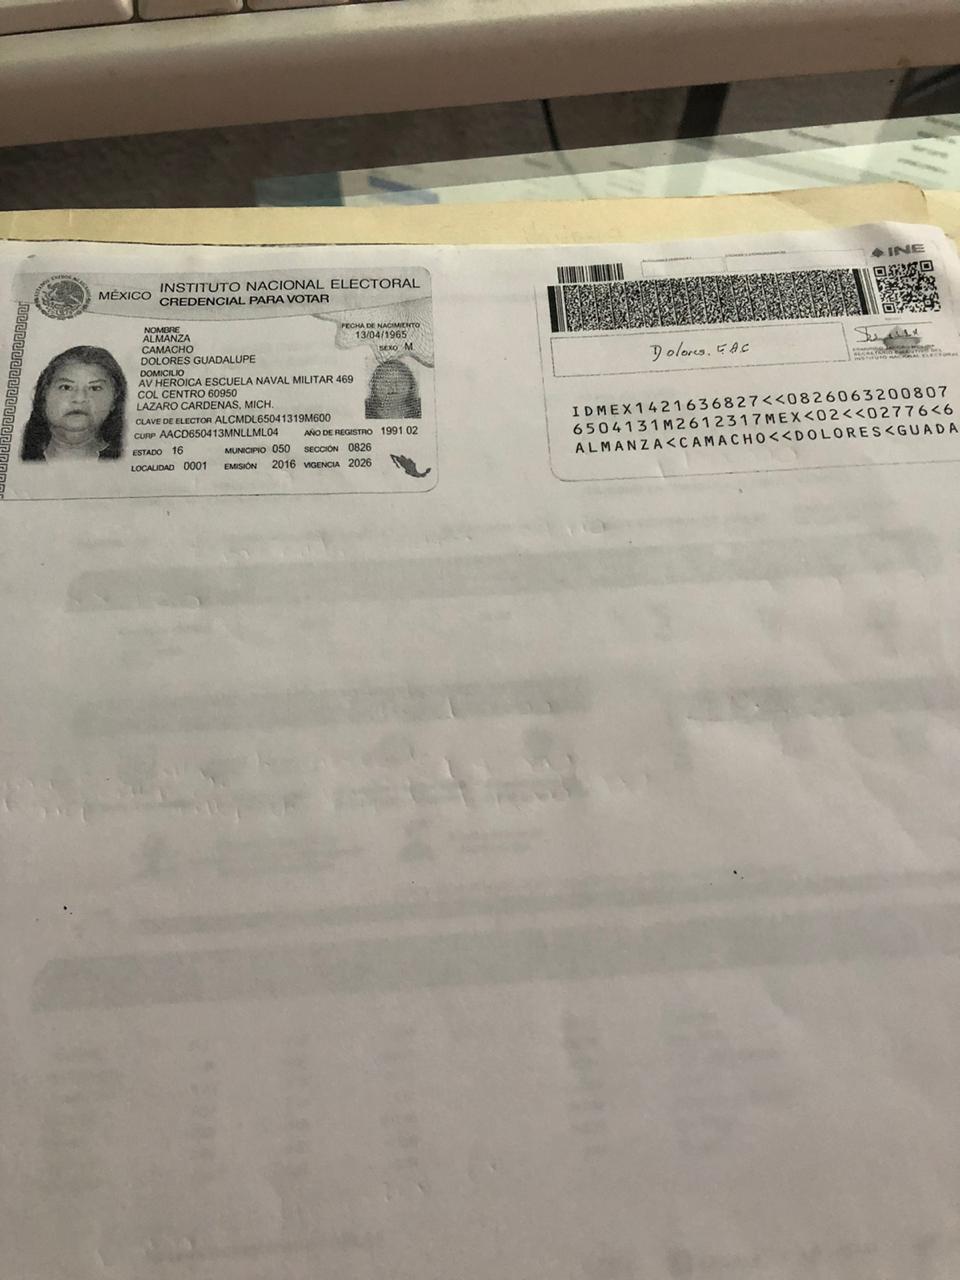 MÉXICO INSTITUTO NACIONAL ELECTORAL
CREDENCIAL PARA VOTAR
NOMBRE
ALMANZA
CAMACHO
DOLORES GUADALUPE
FECHA DE NACIMIENTO
13/04/1965
SEXO M
DOMICILIO
AV HEROICA ESCUELA NAVAL MILITAR 469
COL CENTRO 60950
LAZARO CARDENAS, MICH.
CLAVE DE ELECTOR ALCMDL65041319M600
CURP AACD650413MNLLML04 AÑO DE REGISTRO 1991 02
ESTADO 16 MUNICIPIO 050 SECCIÓN 0826
LOCALIDAD 0001 EMISIÓN 2016 VIGENCIA 2026
INE
Dolores.
SECRETARIO EJECUTIVO DEL
INSTITUTO NACIONAL ELECTORAL
IDMEX1421636827<<0826063200807
6504131M2612317MEX<02<<02776<6
ALMANZA<CAMACHO<<DOLORES<GUADA